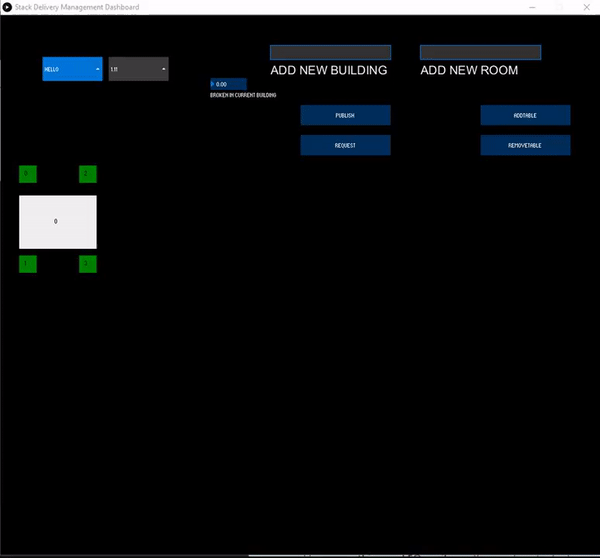 Stack Delivery Management Dashboard
HELLO
1.11
0.00
BROKEN IN CURRENT BUILDING
ADD NEW BUILDING
ADD NEW ROOM
PUBLISH
ADDTABLE
REQUEST
REMOVETABLE
0
2
0
1
3